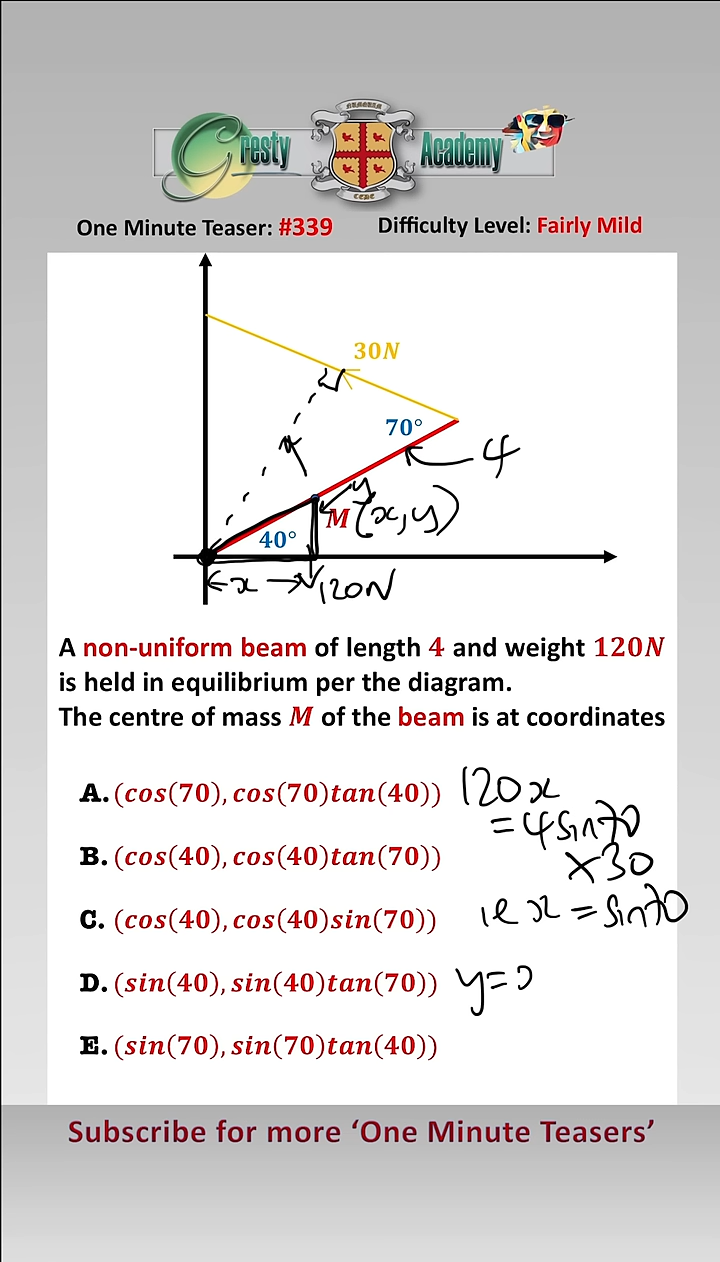 NUMQUAM
Gresty Academy
CEDE
One Minute Teaser: #339 Difficulty Level: Fairly Mild
30N
70°
4
y
M (x,y)
40°
x
120N
A non-uniform beam of length 4 and weight 120N
is held in equilibrium per the diagram.
The centre of mass M of the beam is at coordinates
A. (cos(70), cos(70)tan(40))
120x
= 4sin70
×30
B. (cos(40), cos(40)tan(70))
C. (cos(40), cos(40)sin(70))
ie x = sin70
D. (sin(40), sin(40)tan(70))
y=
E. (sin(70), sin(70)tan(40))
Subscribe for more ‘One Minute Teasers’